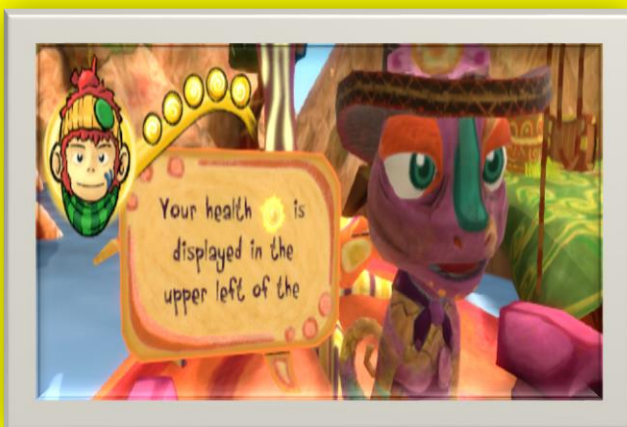 Your health is
displayed in the
upper left of the